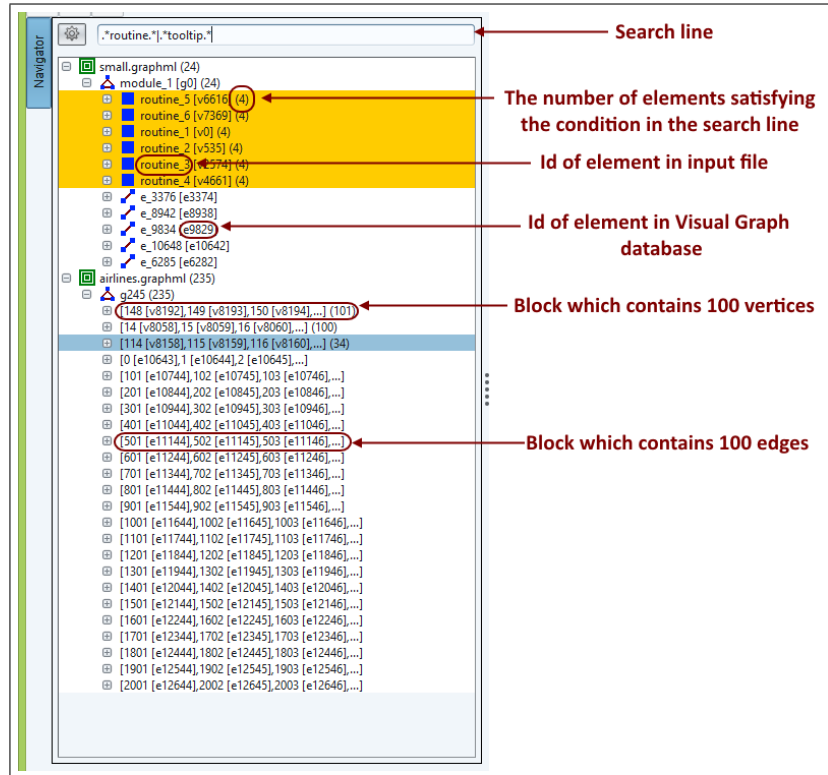 Navigator
.*routine.*|.*tooltip.*
Search line
small.graphml (24)
module_1 [g0] (24)
routine_5 [v6616] (4)
routine_6 [v7369] (4)
routine_1 [v0] (4)
routine_2 [v535] (4)
routine_3 [v2574] (4)
routine_4 [v4661] (4)
The number of elements satisfying
the condition in the search line
Id of element in input file
e_3376 [e3374]
e_8942 [e8938]
e_9834 [e9829]
e_10648 [e10642]
e_6285 [e6282]
Id of element in Visual Graph
database
airlines.graphml (235)
g245 (235)
[148 [v8192],149 [v8193],150 [v8194],...] (101)
Block which contains 100 vertices
[14 [v8058],15 [v8059],16 [v8060],...] (100)
[114 [v8158],115 [v8159],116 [v8160],...] (34)
[0 [e10643],1 [e10644],2 [e10645],...]
[101 [e10744],102 [e10745],103 [e10746],...]
[201 [e10844],202 [e10845],203 [e10846],...]
[301 [e10944],302 [e10945],303 [e10946],...]
[401 [e11044],402 [e11045],403 [e11046],...]
[501 [e11144],502 [e11145],503 [e11146],...]
Block which contains 100 edges
[601 [e11244],602 [e11245],603 [e11246],...]
[701 [e11344],702 [e11345],703 [e11346],...]
[801 [e11444],802 [e11445],803 [e11446],...]
[901 [e11544],902 [e11545],903 [e11546],...]
[1001 [e11644],1002 [e11645],1003 [e11646],...]
[1101 [e11744],1102 [e11745],1103 [e11746],...]
[1201 [e11844],1202 [e11845],1203 [e11846],...]
[1301 [e11944],1302 [e11945],1303 [e11946],...]
[1401 [e12044],1402 [e12045],1403 [e12046],...]
[1501 [e12144],1502 [e12145],1503 [e12146],...]
[1601 [e12244],1602 [e12245],1603 [e12246],...]
[1701 [e12344],1702 [e12345],1703 [e12346],...]
[1801 [e12444],1802 [e12445],1803 [e12446],...]
[1901 [e12544],1902 [e12545],1903 [e12546],...]
[2001 [e12644],2002 [e12645],2003 [e12646],...]